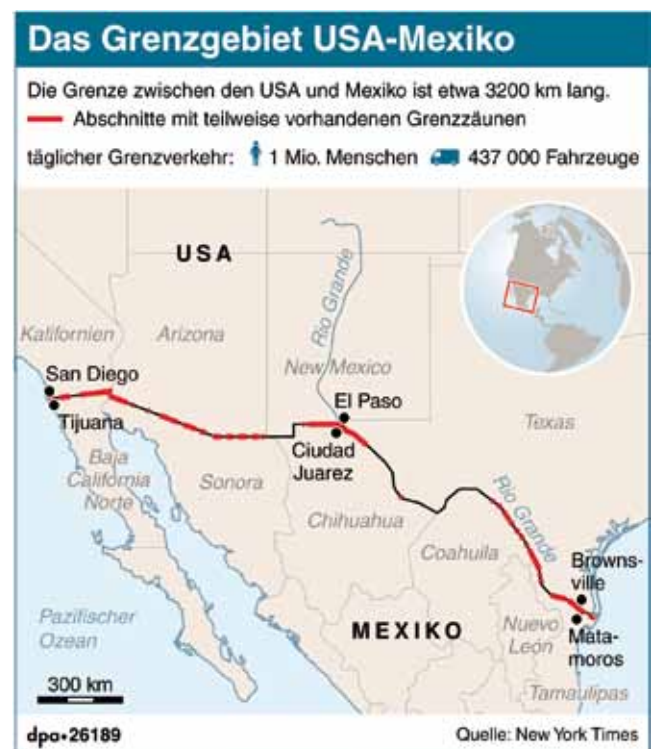 Das Grenzgebiet USA-Mexiko
Die Grenze zwischen den USA und Mexiko ist etwa 3200 km lang.
Abschnitte mit teilweise vorhandenen Grenzzäunen
täglicher Grenzverkehr: 1 Mio. Menschen 437 000 Fahrzeuge
USA
Rio Grande
Kalifornien
Arizona
New Mexico
San Diego
El Paso
Tijuana
Texas
Ciudad
Juarez
Baja
California
Norte
Sonora
Chihuahua
Rio Grande
Coahuila
Browns-
ville
Pazifischer
Ozean
MEXIKO
Nuevo
León
Mata-
moros
300 km
Tamaulipas
dpa•26189
Quelle: New York Times